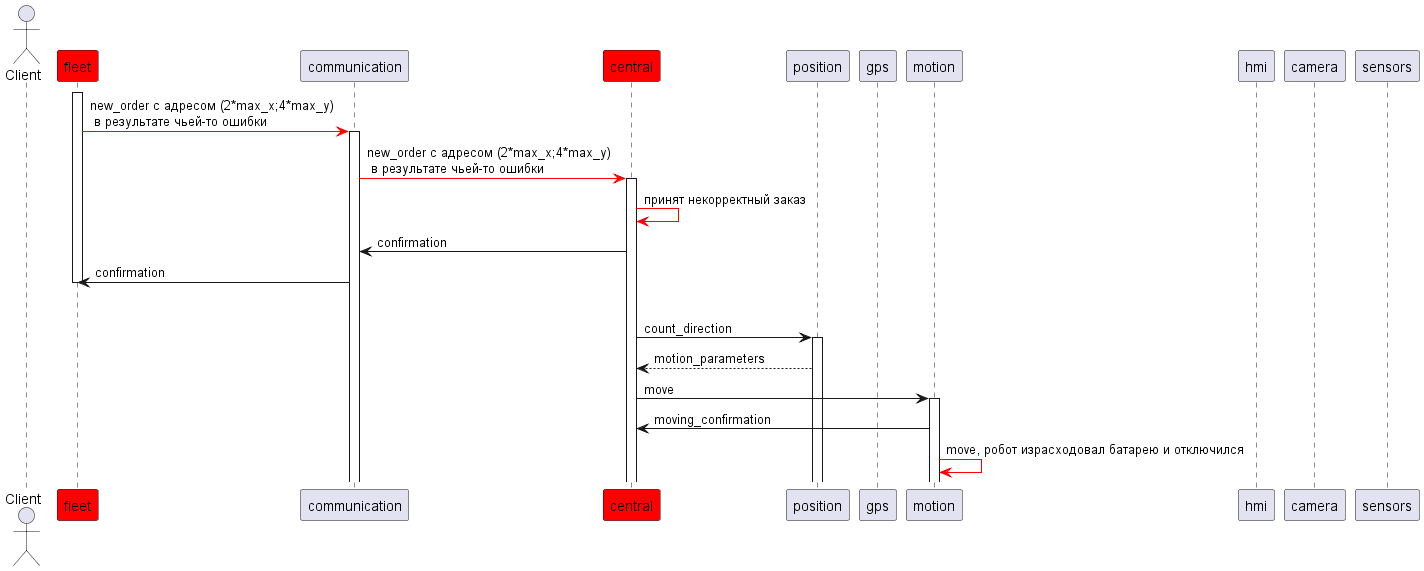 Client
fleet
communication
central
position
gps
motion
hmi
camera
sensors
new_order с адресом (2*max_x;4*max_y)
в результате чьей-то ошибки
new_order с адресом (2*max_x;4*max_y)
в результате чьей-то ошибки
принят некорректный заказ
confirmation
confirmation
count_direction
motion_parameters
move
moving_confirmation
move, робот израсходовал батарею и отключился
Client
fleet
communication
central
position
gps
motion
hmi
camera
sensors